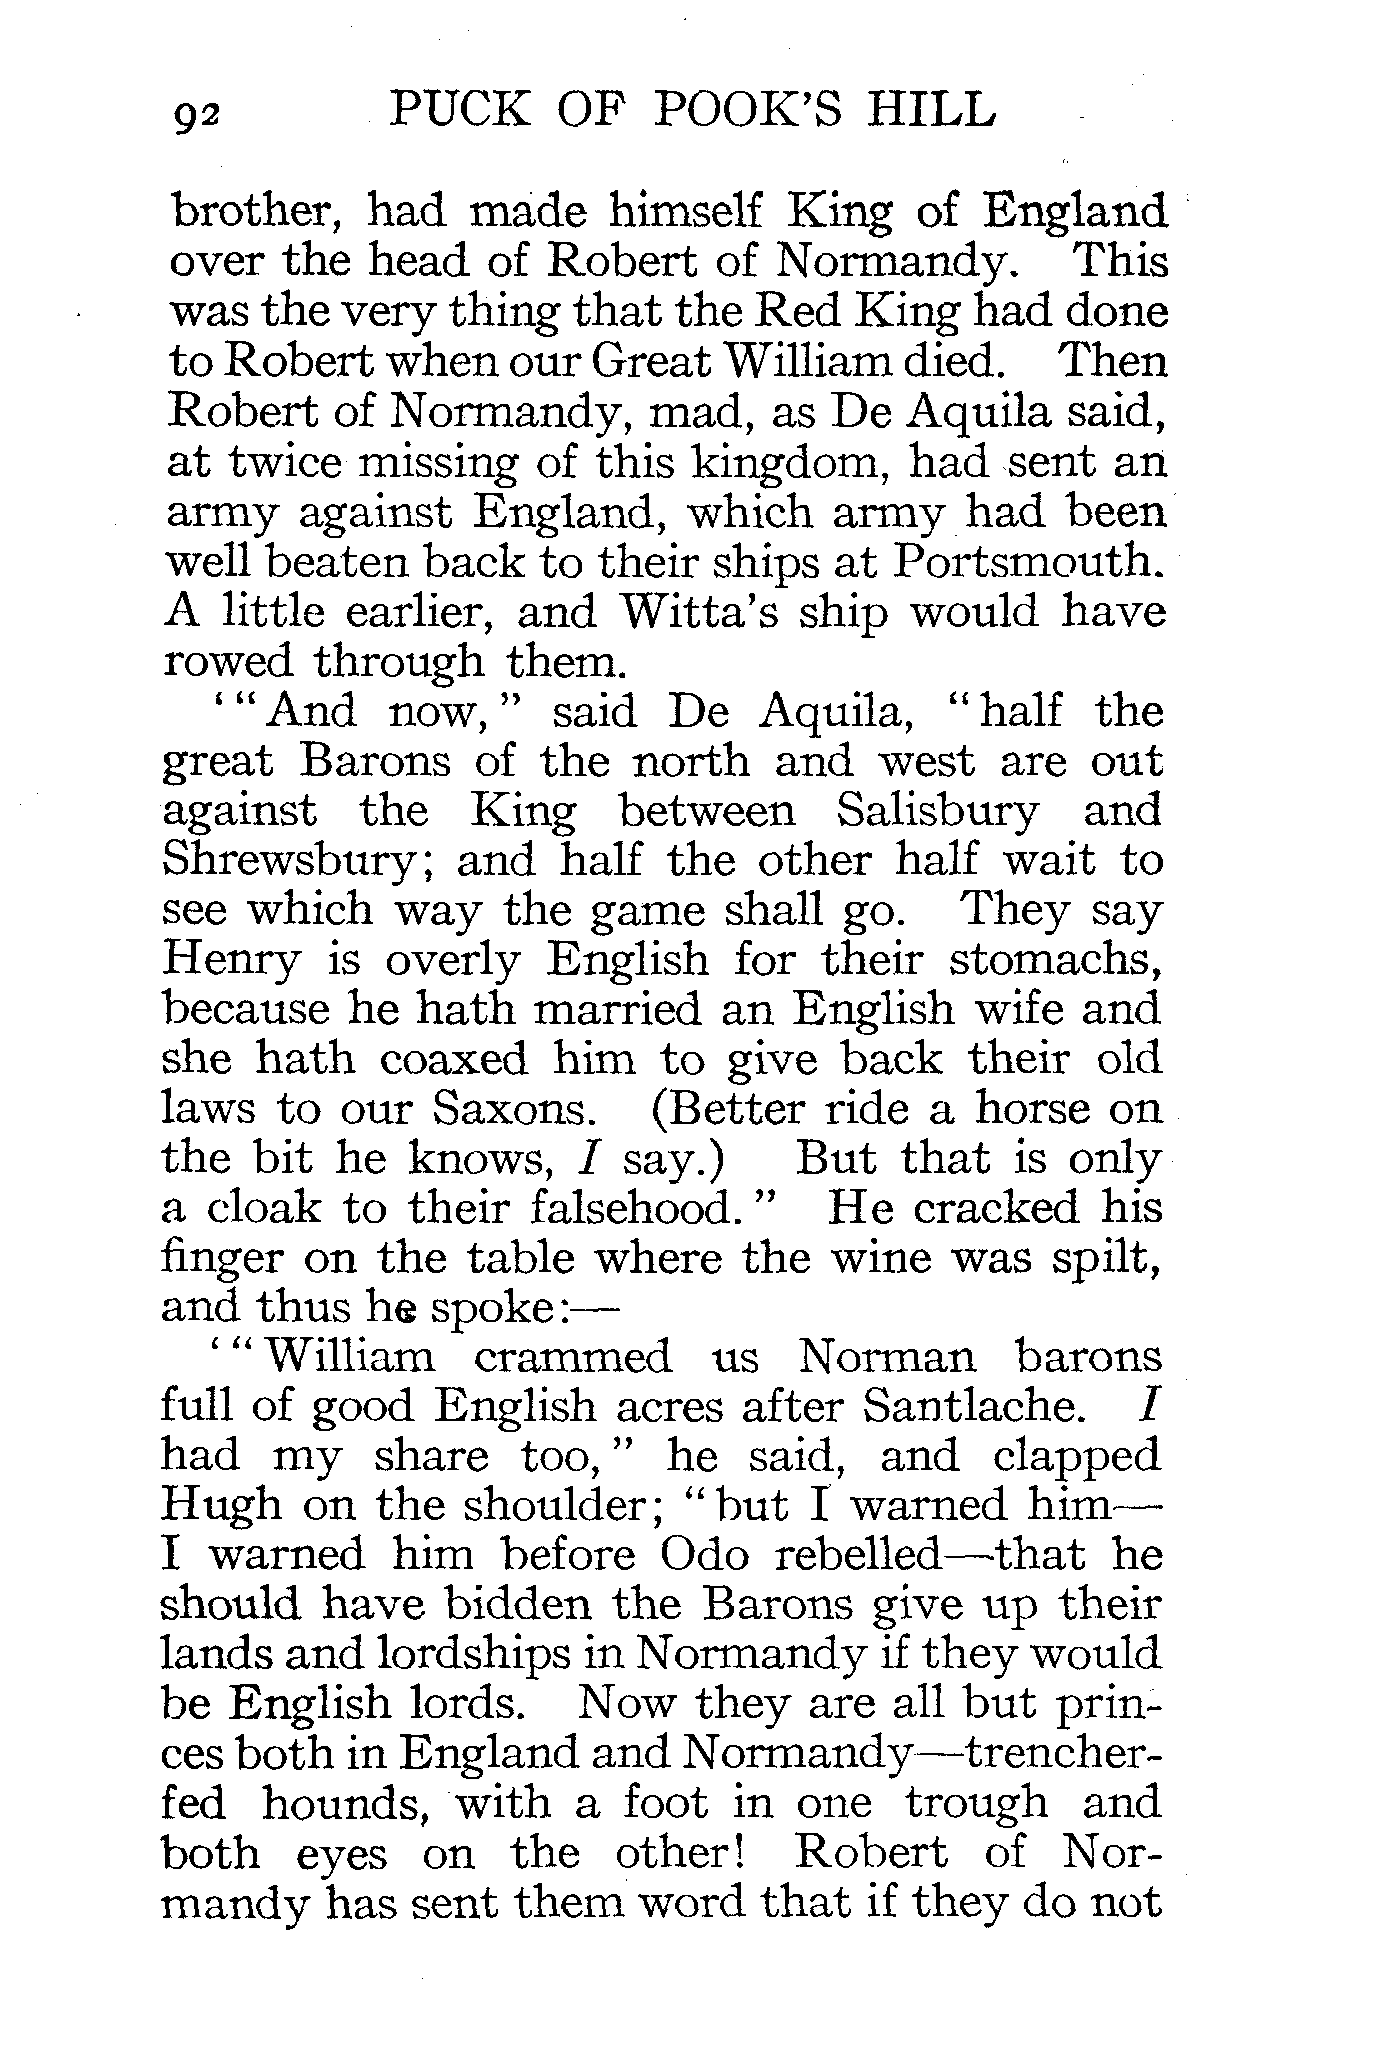 92 PUCK OF POOK'S HILL
brother, had made himself King of England
over the head of Robert of Normandy. This
was the very thing that the Red King had done
to Robert when our Great William died. Then
Robert of Normandy, mad, as De Aquila said,
at twice missing of this kingdom, had sent an
army against England, which army had been
well beaten back to their ships at Portsmouth.
A little earlier, and Witta's ship would have
rowed through them.
‘“And now,” said De Aquila, “half the
great Barons of the north and west are out
against the King between Salisbury and
Shrewsbury; and half the other half wait to
see which way the game shall go. They say
Henry is overly English for their stomachs,
because he hath married an English wife and
she hath coaxed him to give back their old
laws to our Saxons. (Better ride a horse on
the bit he knows, I say.) But that is only
a cloak to their falsehood.” He cracked his
finger on the table where the wine was spilt,
and thus he spoke:—
‘“William crammed us Norman barons
full of good English acres after Santlache. I
had my share too,” he said, and clapped
Hugh on the shoulder; “but I warned him—
I warned him before Odo rebelled—that he
should have bidden the Barons give up their
lands and lordships in Normandy if they would
be English lords. Now they are all but prin-
ces both in England and Normandy—trencher-
fed hounds, with a foot in one trough and
both eyes on the other! Robert of Nor-
mandy has sent them word that if they do not